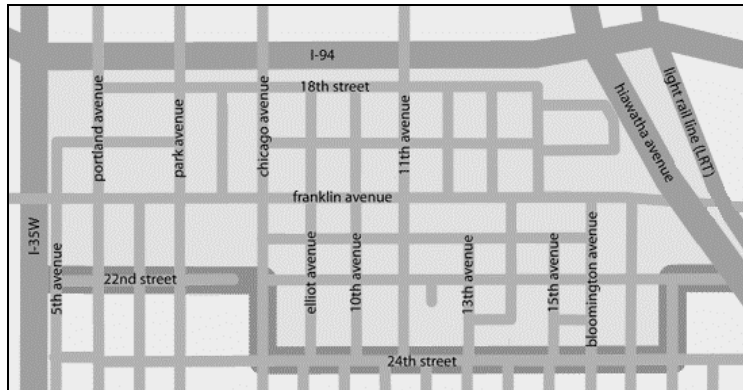 I-94
18th street
portland avenue
park avenue
chicago avenue
11th avenue
hiawatha avenue
light rail line (LRT)
franklin avenue
I-35W
5th avenue
22nd street
elliot avenue
10th avenue
13th avenue
15th avenue
bloomington avenue
24th street